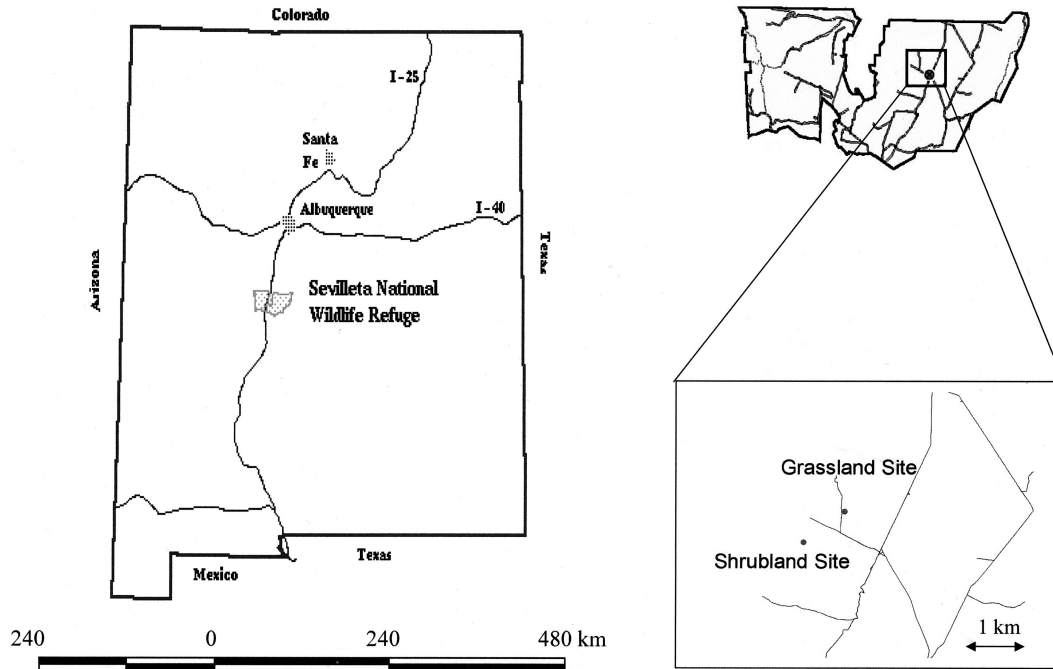 Colorado
I - 25
Santa
Fe
Albuquerque
I - 40
Arizona
Texas
Sevilleta National
Wildlife Refuge
Texas
Mexico
240 0 240 480 km
Grassland Site
Shrubland Site
1 km